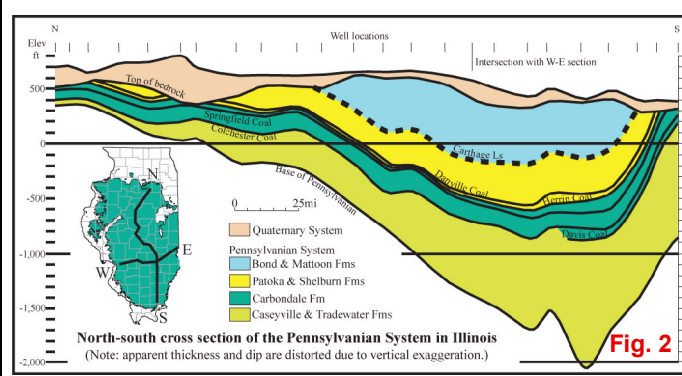 N
Well locations
S
Elev
ft
Intersection with W-E section
Top of bedrock
500
Springfield Coal
Colchester Coal
Carthage Ls
0
Danville Coal
Base of Pennsylvanian
Herrin Coal
-500
Davis Coal
N
0 25mi
E
W
S
Quaternary System
Pennsylvanian System
Bond & Mattoon Fms
Patoka & Shelburn Fms
Carbondale Fm
Caseyville & Tradewater Fms
-1,000
-1,500
-2,000
North-south cross section of the Pennsylvanian System in Illinois
(Note: apparent thickness and dip are distorted due to vertical exaggeration.)
Fig. 2